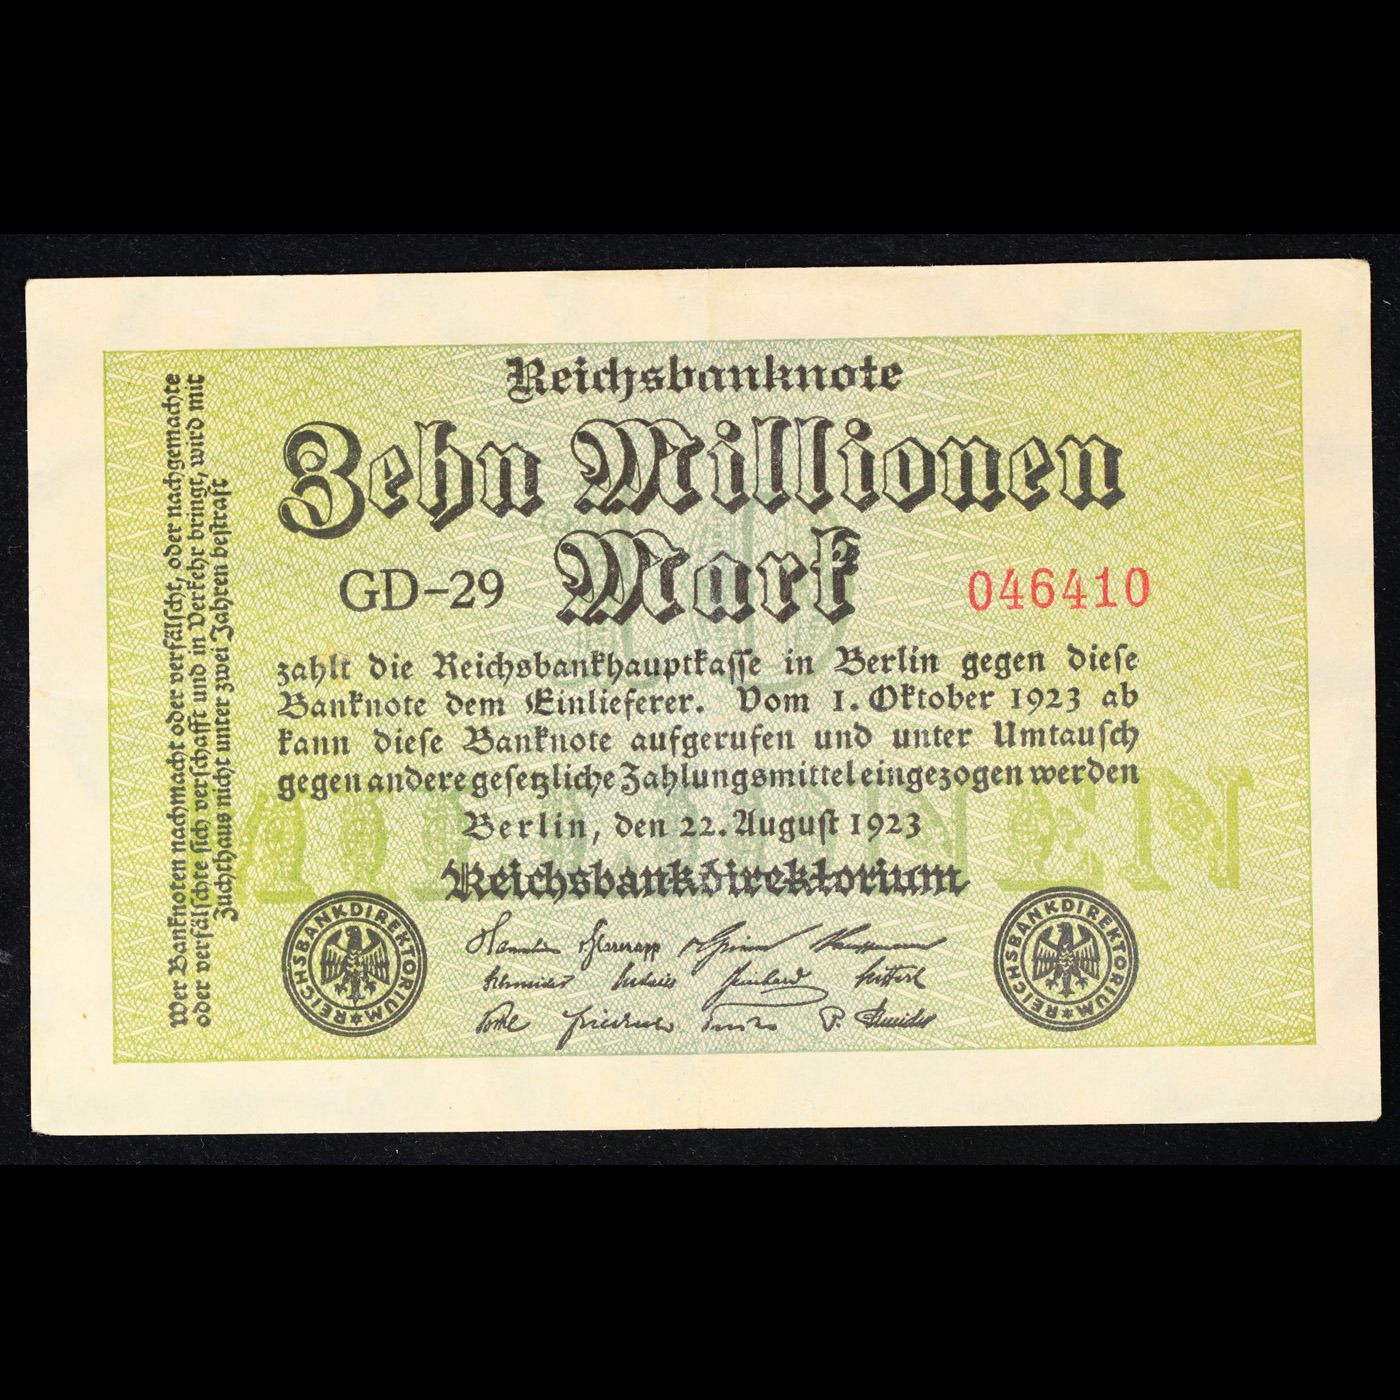 Reichsbanknote
Zehn Millionen
Mark
GD-29
046410
zahlt die Reichsbankhauptkasse in Berlin gegen diese
Banknote dem Einlieferer. Vom 1. Oktober 1923 ab
kann diese Banknote aufgerufen und unter Umtausch
gegen andere gesetzliche Zahlungsmittel eingezogen werden
Berlin, den 22. August 1923
Reichsbankdirektorium
REICHSBANKDIREKTORIUM
REICHSBANKDIREKTORIUM
Wer Banknoten nachmacht oder verfälscht, oder nachgemachte
oder verfälschte sich verschafft und in Verkehr bringt, wird mit
Zuchthaus nicht unter zwei Jahren bestraft